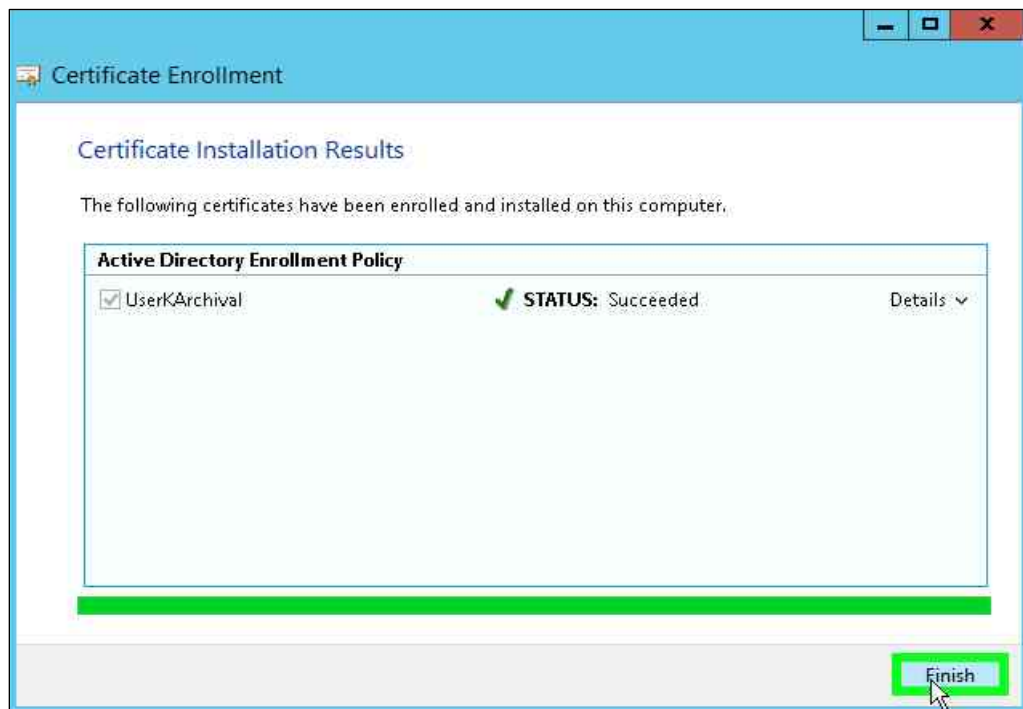 Certificate Enrollment
Certificate Installation Results
The following certificates have been enrolled and installed on this computer.
Active Directory Enrollment Policy
UserKArchival STATUS: Succeeded Details
Finish